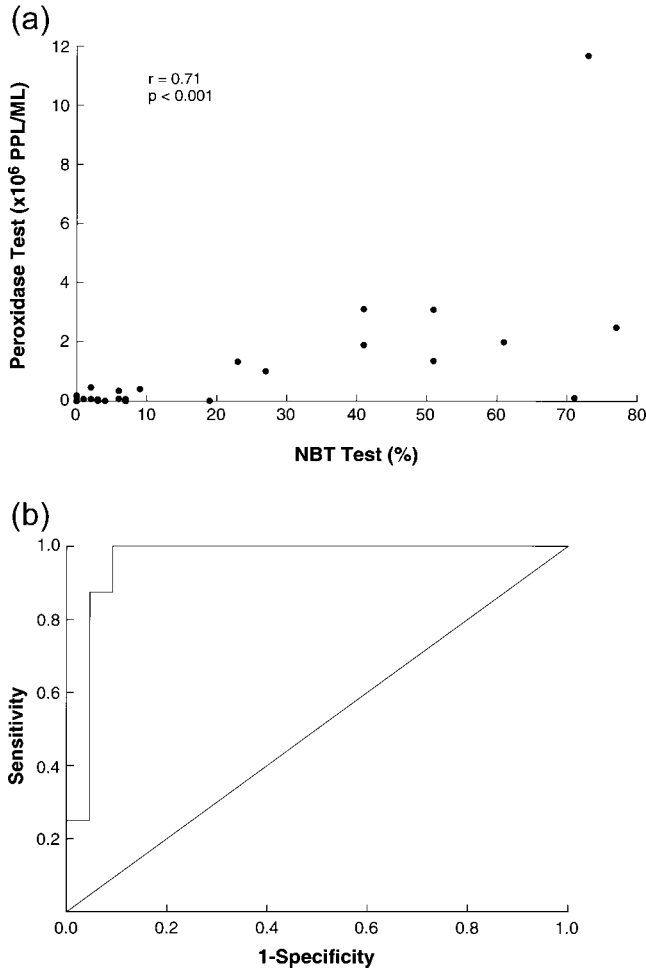 (a)
12
10
8
6
4
2
0
Peroxidase Test (x10⁶ PPL/ML)
r = 0.71
p < 0.001
0 10 20 30 40 50 60 70 80
NBT Test (%)
(b)
1.0
0.8
0.6
0.4
0.2
Sensitivity
0.0 0.2 0.4 0.6 0.8 1.0
1-Specificity